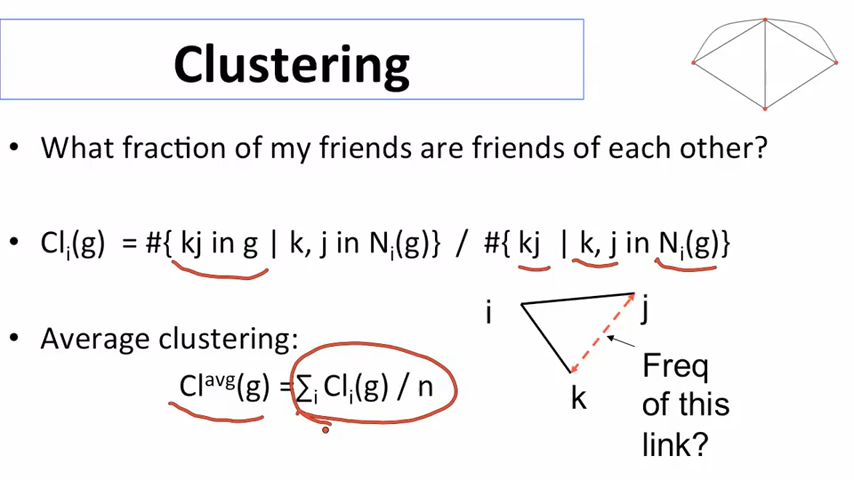 Clustering
• What fraction of my friends are friends of each other?
• Clᵢ(g) = #{ kj in g | k, j in Nᵢ(g)} / #{ kj | k, j in Nᵢ(g)}
• Average clustering:
Clᵃᵛᵍ(g) = ∑ᵢ Clᵢ(g) / n
i
j
k
Freq
of this
link?